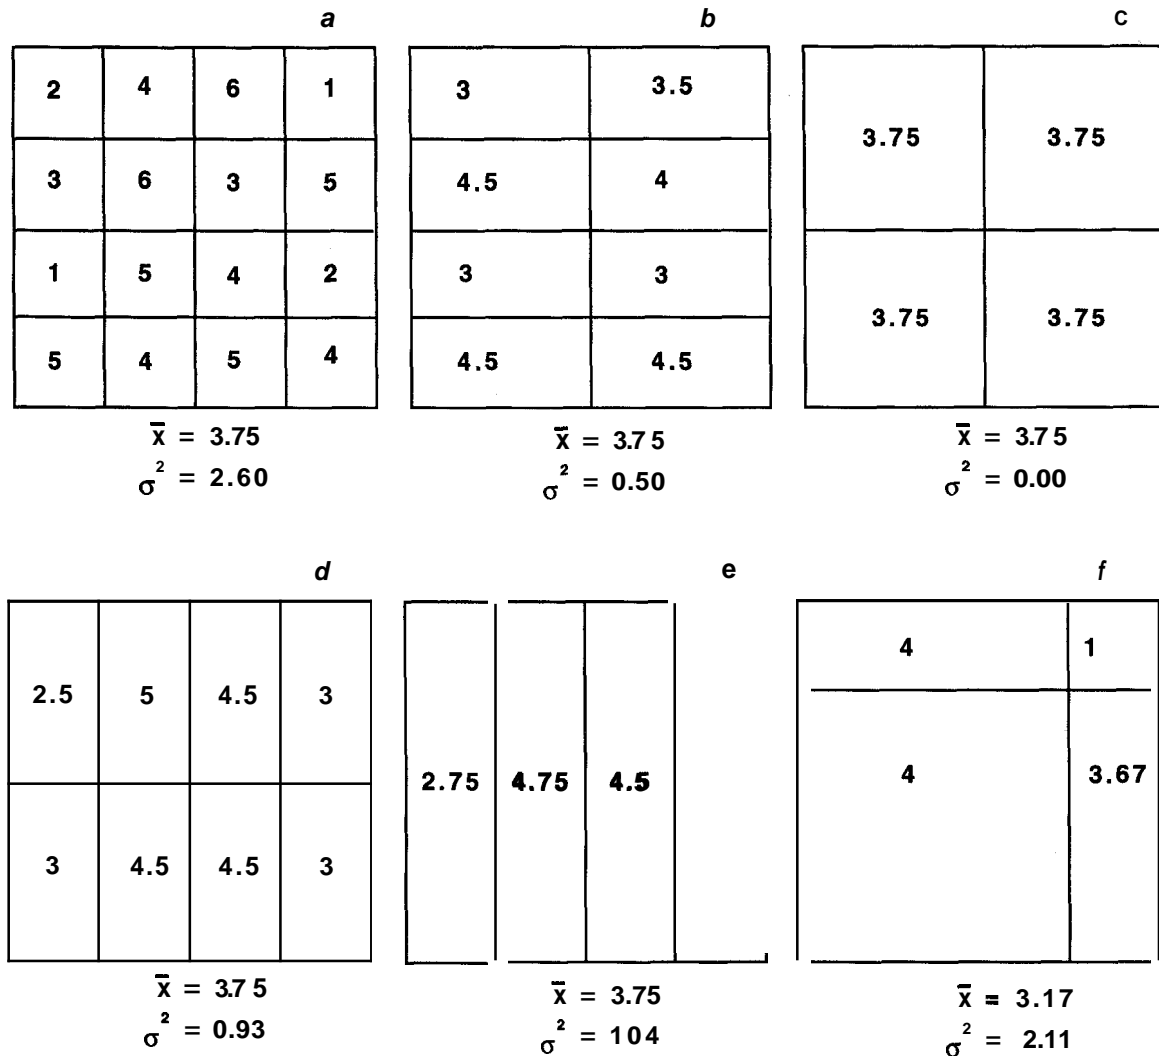 a b c
2 4 6 1 3 3.5 3.75 3.75
3 6 3 5 4.5 4
1 5 4 2 3 3 3.75 3.75
5 4 5 4 4.5 4.5
x̄ = 3.75 x̄ = 3.75 x̄ = 3.75
σ² = 2.60 σ² = 0.50 σ² = 0.00
d e f
4 1
2.5 5 4.5 3 2.75 4.75 4.5 4 3.67
3 4.5 4.5 3
x̄ = 3.75 x̄ = 3.75 x̄ = 3.17
σ² = 0.93 σ² = 104 σ² = 2.11